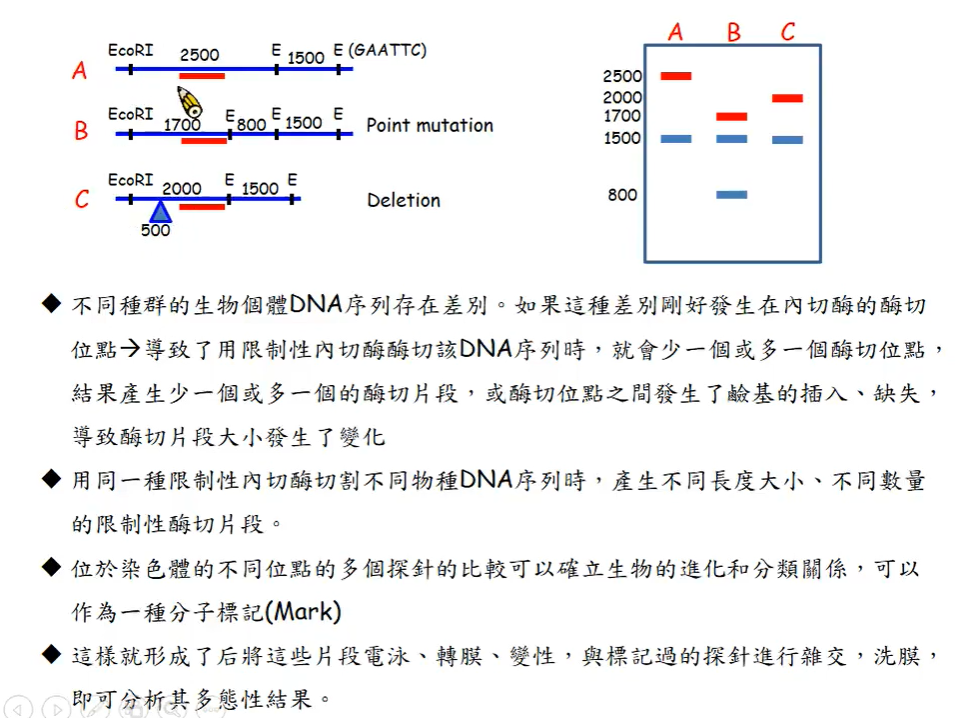 EcoRI 2500 E 1500 E (GAATTC)
A
EcoRI 1700 E 800 E 1500 E
B
Point mutation
EcoRI 2000 E 1500 E
C
Deletion
500
A B C
2500
2000
1700
1500
800
◆ 不同種群的生物個體DNA序列存在差別。如果這種差別剛好發生在內切酶的酶切
位點→導致了用限制性內切酶酶切該DNA序列時，就會少一個或多一個酶切位點，
結果產生少一個或多一個的酶切片段，或酶切位點之間發生了鹼基的插入、缺失，
導致酶切片段大小發生了變化
◆ 用同一種限制性內切酶切割不同物種DNA序列時，產生不同長度大小、不同數量
的限制性酶切片段。
◆ 位於染色體的不同位點的多個探針的比較可以確立生物的進化和分類關係，可以
作為一種分子標記(Mark)
◆ 這樣就形成了后將這些片段電泳、轉膜、變性，與標記過的探針進行雜交，洗膜，
即可分析其多態性結果。